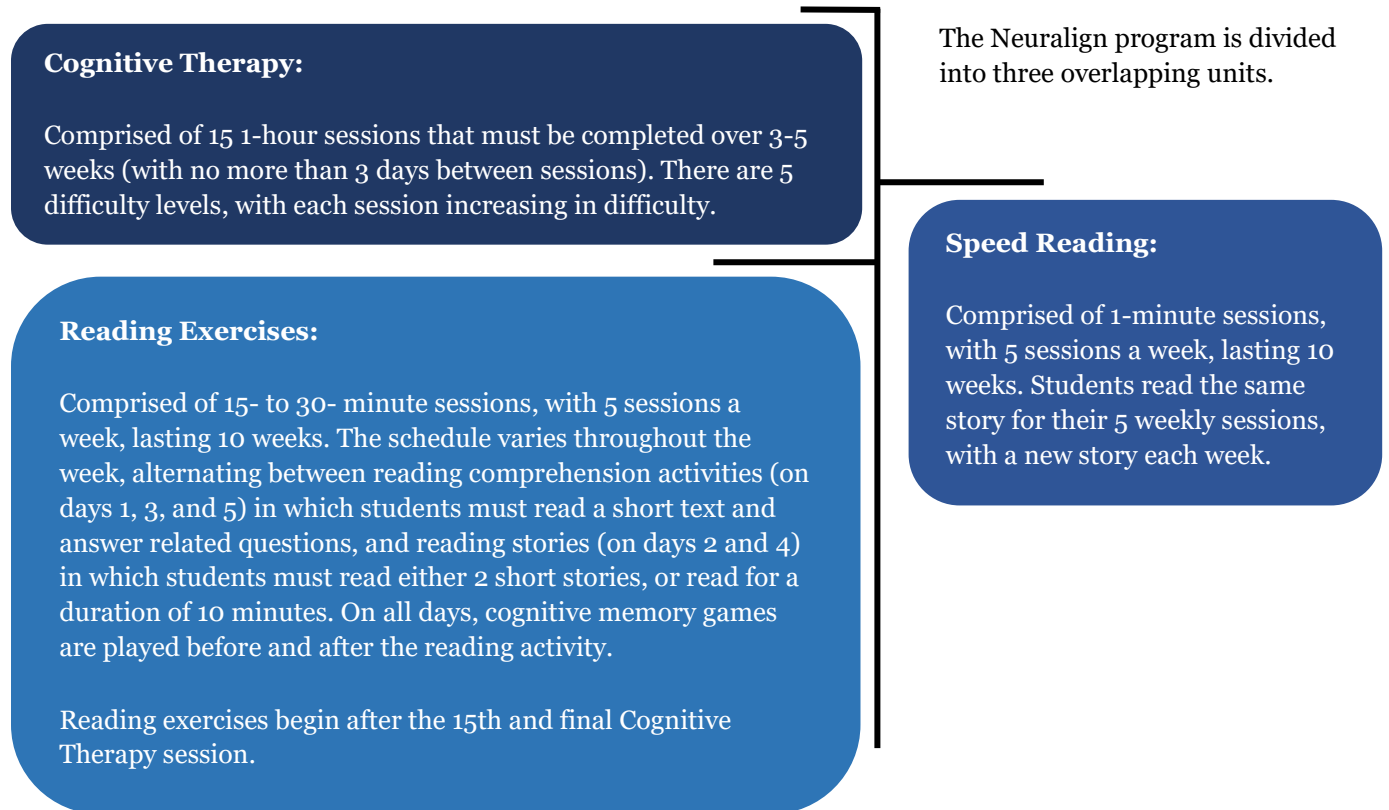 The Neuralign program is divided
into three overlapping units.
Cognitive Therapy:
Comprised of 15 1-hour sessions that must be completed over 3-5
weeks (with no more than 3 days between sessions). There are 5
difficulty levels, with each session increasing in difficulty.
Speed Reading:
Comprised of 1-minute sessions,
with 5 sessions a week, lasting 10
weeks. Students read the same
story for their 5 weekly sessions,
with a new story each week.
Reading Exercises:
Comprised of 15- to 30- minute sessions, with 5 sessions a
week, lasting 10 weeks. The schedule varies throughout the
week, alternating between reading comprehension activities (on
days 1, 3, and 5) in which students must read a short text and
answer related questions, and reading stories (on days 2 and 4)
in which students must read either 2 short stories, or read for a
duration of 10 minutes. On all days, cognitive memory games
are played before and after the reading activity.
Reading exercises begin after the 15th and final Cognitive
Therapy session.